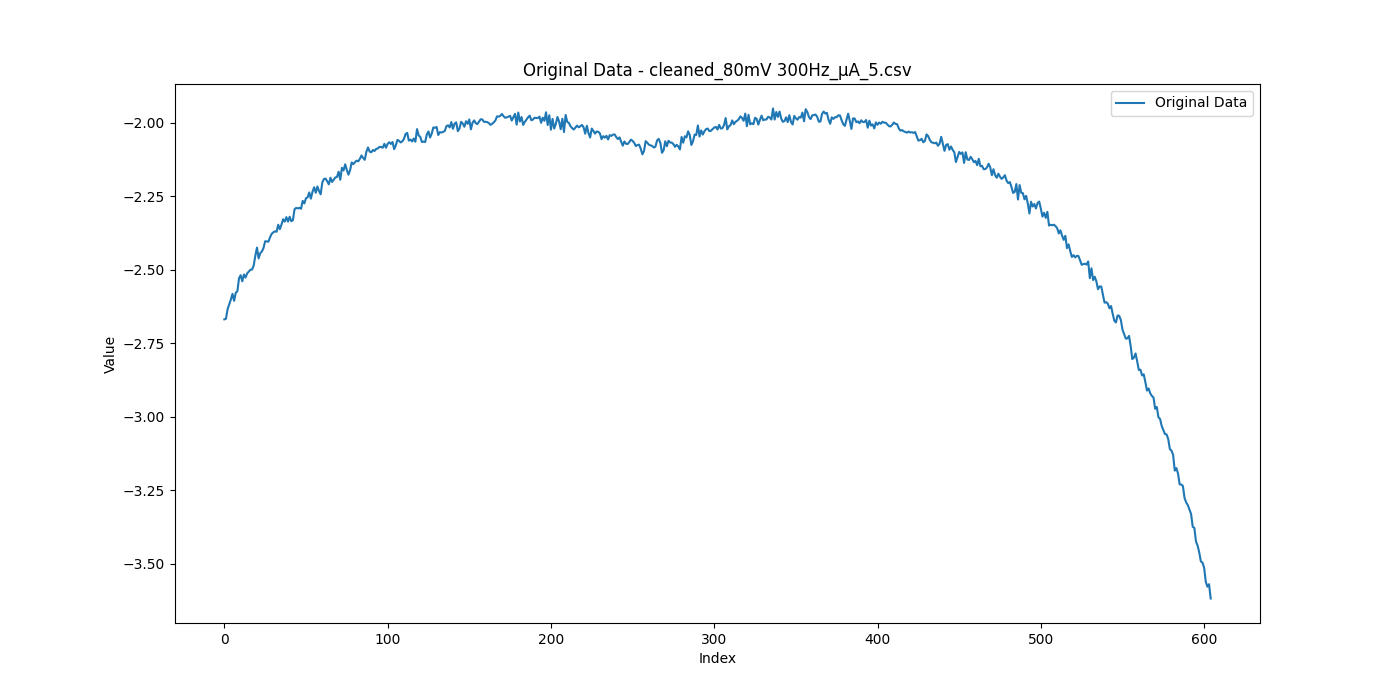 Original Data - cleaned_80mV 300Hz_μA_5.csv
Original Data
−2.00
−2.25
−2.50
−2.75
−3.00
−3.25
−3.50
Value
0 100 200 300 400 500 600
Index